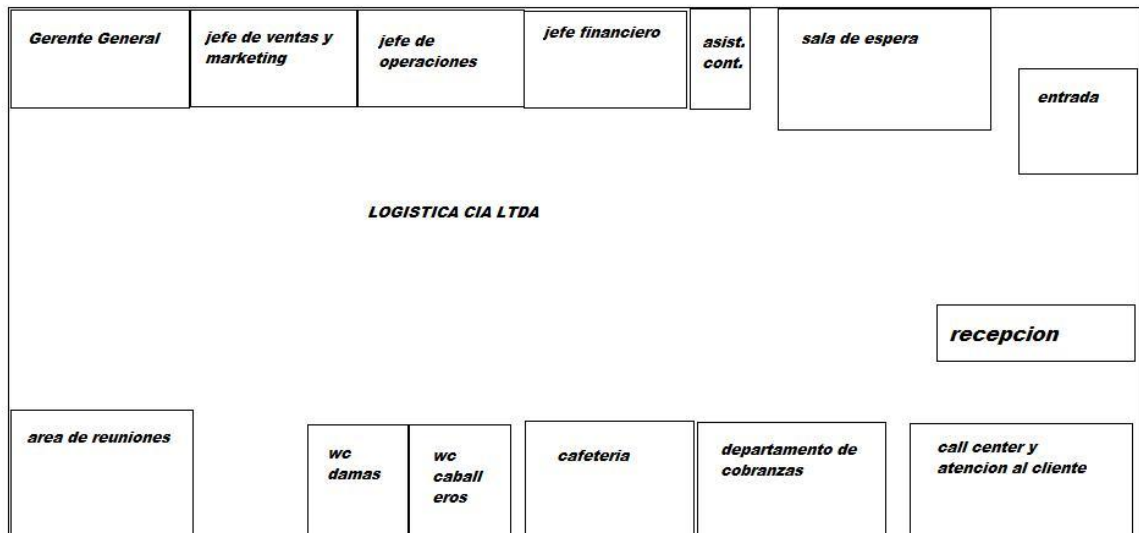 Gerente General
jefe de ventas y
marketing
jefe de
operaciones
jefe financiero
asist.
cont.
sala de espera
entrada
LOGISTICA CIA LTDA
recepcion
area de reuniones
wc
damas
wc
caball
eros
cafeteria
departamento de
cobranzas
call center y
atencion al cliente